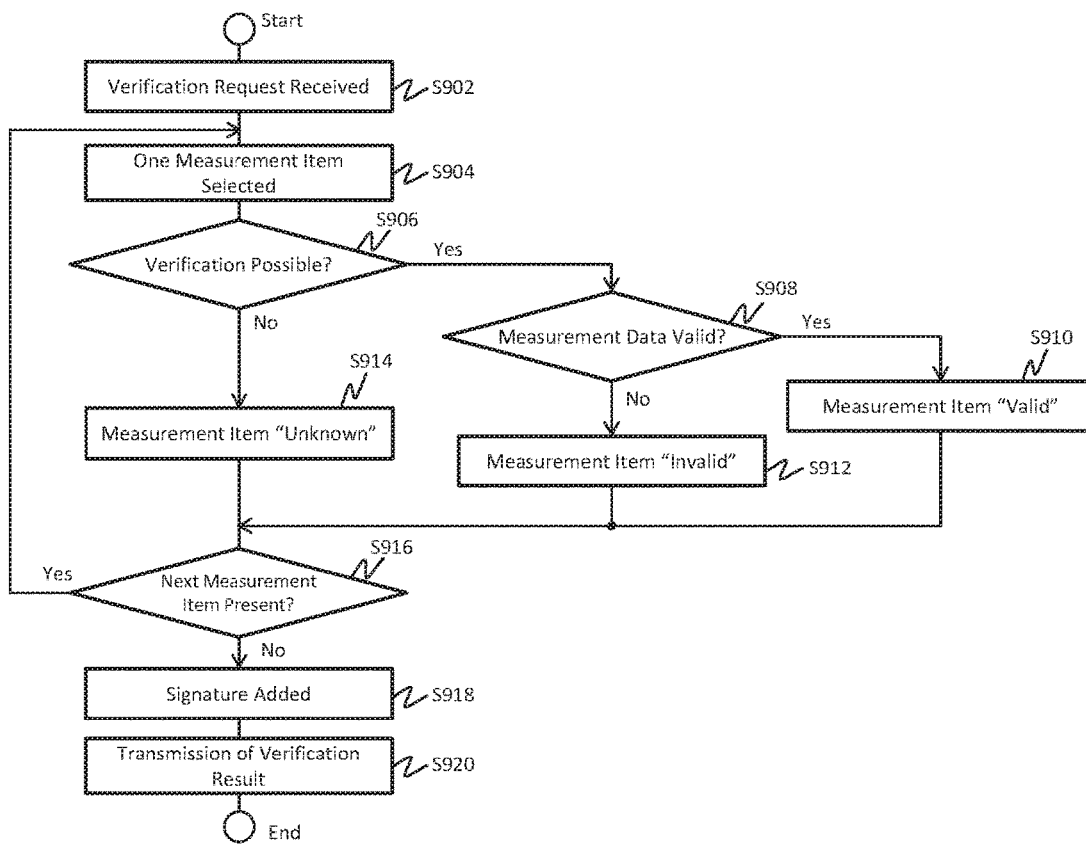 Start
Verification Request Received
S902
One Measurement Item
Selected
S904
S906
Verification Possible?
Yes
No
S908
Measurement Data Valid?
Yes
No
S910
Measurement Item “Valid”
S914
Measurement Item “Unknown”
Measurement Item “Invalid”
S912
S916
Yes
Next Measurement
Item Present?
No
Signature Added
S918
Transmission of Verification
Result
S920
End